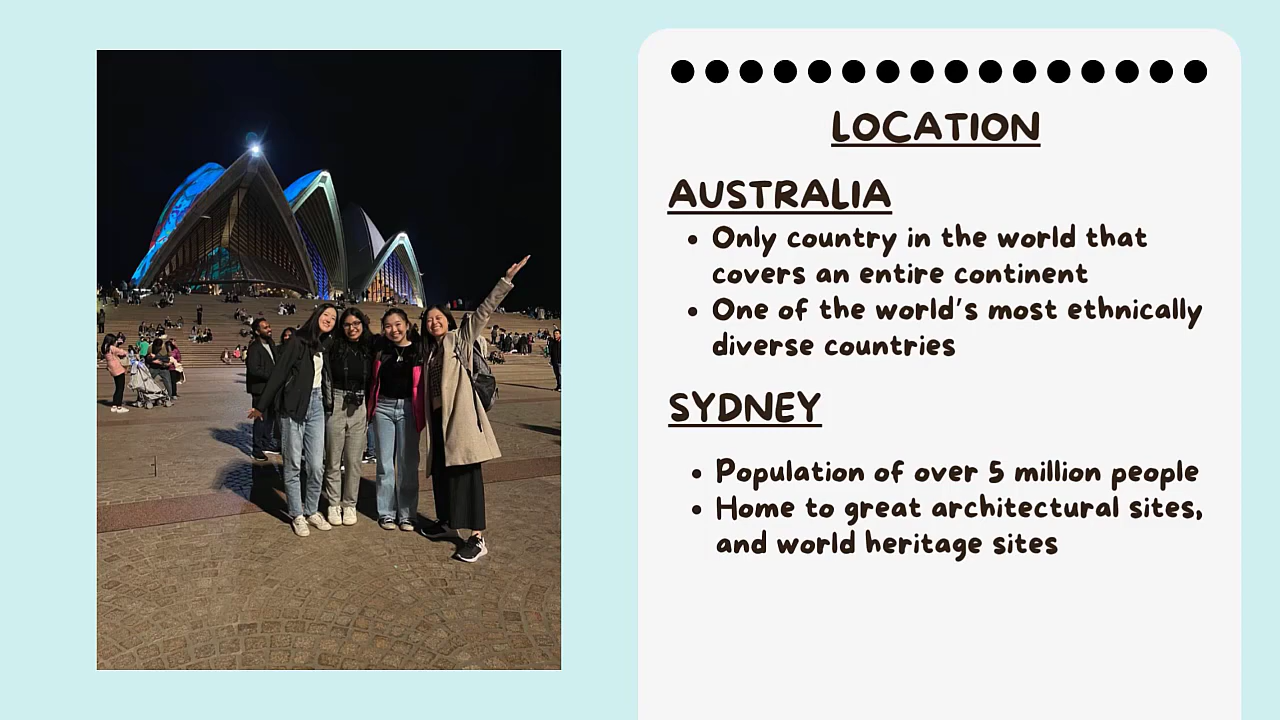 LOCATION
AUSTRALIA
• Only country in the world that
covers an entire continent
• One of the world's most ethnically
diverse countries
SYDNEY
• Population of over 5 million people
• Home to great architectural sites,
and world heritage sites